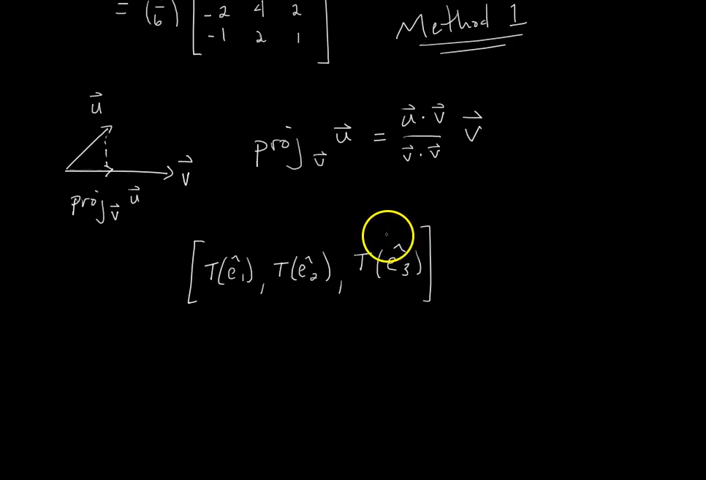 = (1/6) [ -2 4 2
-1 2 1 ]
Method 1
u⃗
v⃗
proj_v⃗ u⃗
proj_v⃗ u⃗ = (u⃗ · v⃗ / v⃗ · v⃗) v⃗
[ T(ê₁), T(ê₂), T(ê₃) ]